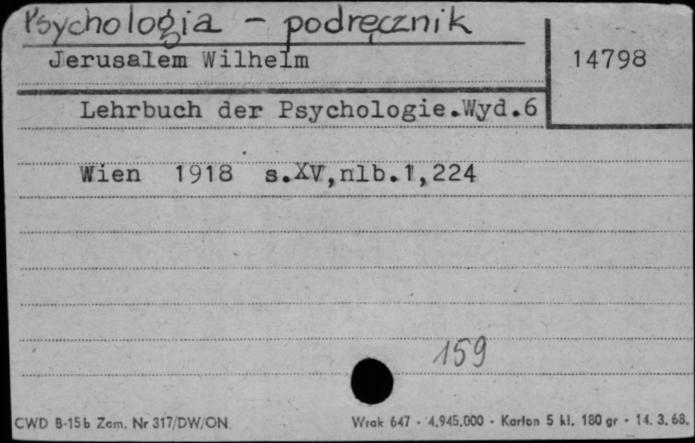 Psychologia - podręcznik
Jerusalem Wilhelm
14798
Lehrbuch der Psychologie.Wyd.6
Wien 1918 s.XV,nlb.1,224
159
CWD B-15b Zam. Nr 317/DW/ON. Wrak 647 - 4.945.000 - Karton 5 kl. 180 gr - 14. 3. 68.